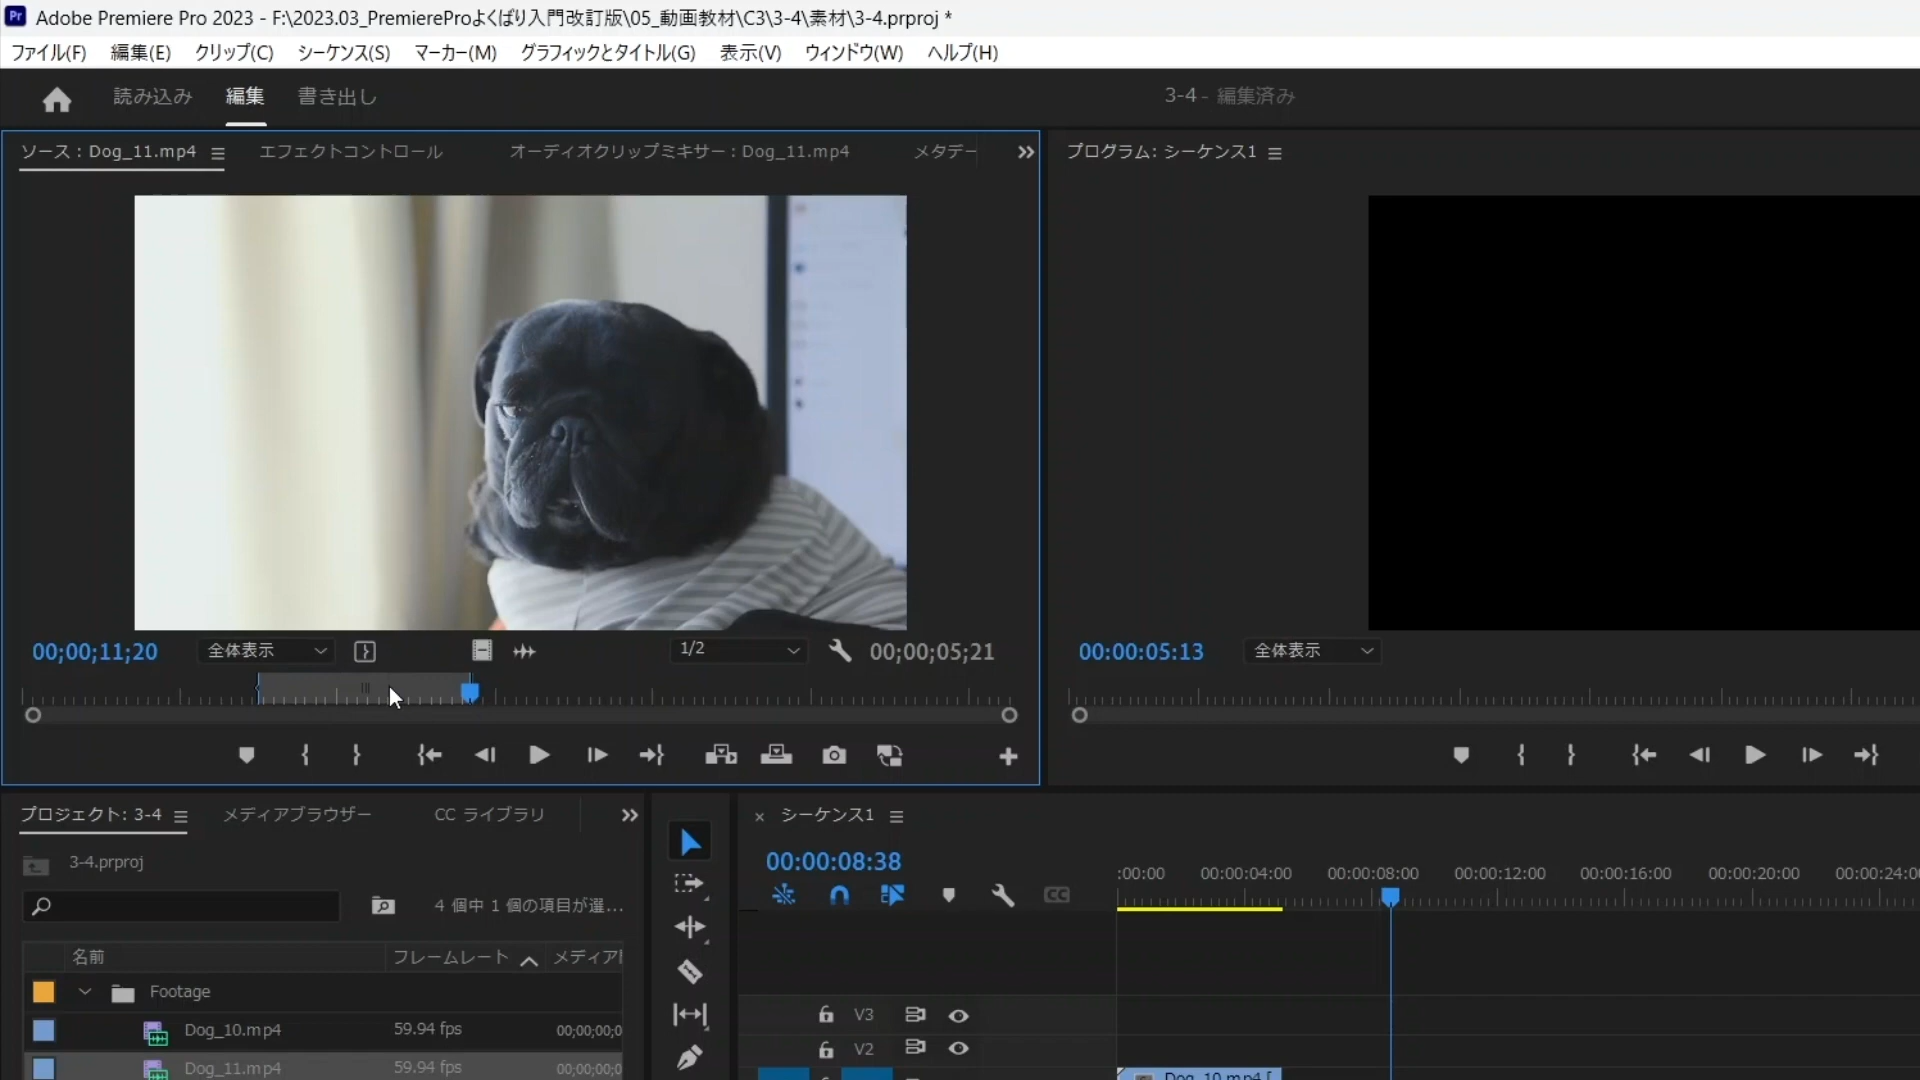 Pr Adobe Premiere Pro 2023 - F:\2023.03_PremiereProよくばり入門改訂版\05_動画教材\C3\3-4\素材\3-4.prproj *
ファイル(F) 編集(E) クリップ(C) シーケンス(S) マーカー(M) グラフィックとタイトル(G) 表示(V) ウィンドウ(W) ヘルプ(H)
読み込み 編集 書き出し 3-4 - 編集済み
ソース : Dog_11.mp4 エフェクトコントロール オーディオクリップミキサー : Dog_11.mp4 メタデー プログラム: シーケンス1
00;00;11;20 全体表示 1/2 00;00;05;21 00:00:05:13 全体表示
プロジェクト: 3-4 メディアブラウザー CC ライブラリ × シーケンス1
3-4.prproj 00:00:08:38
:00:00 00:00:04:00 00:00:08:00 00:00:12:00 00:00:16:00 00:00:20:00 00:00:24:00
4 個中 1 個の項目が選... CC
名前 フレームレート メディア
Footage
Dog_10.mp4 59.94 fps 00;00;00;0 V3
V2
Dog_11.mp4 59.94 fps 00;00;00;0
Dog_10.mp4 [